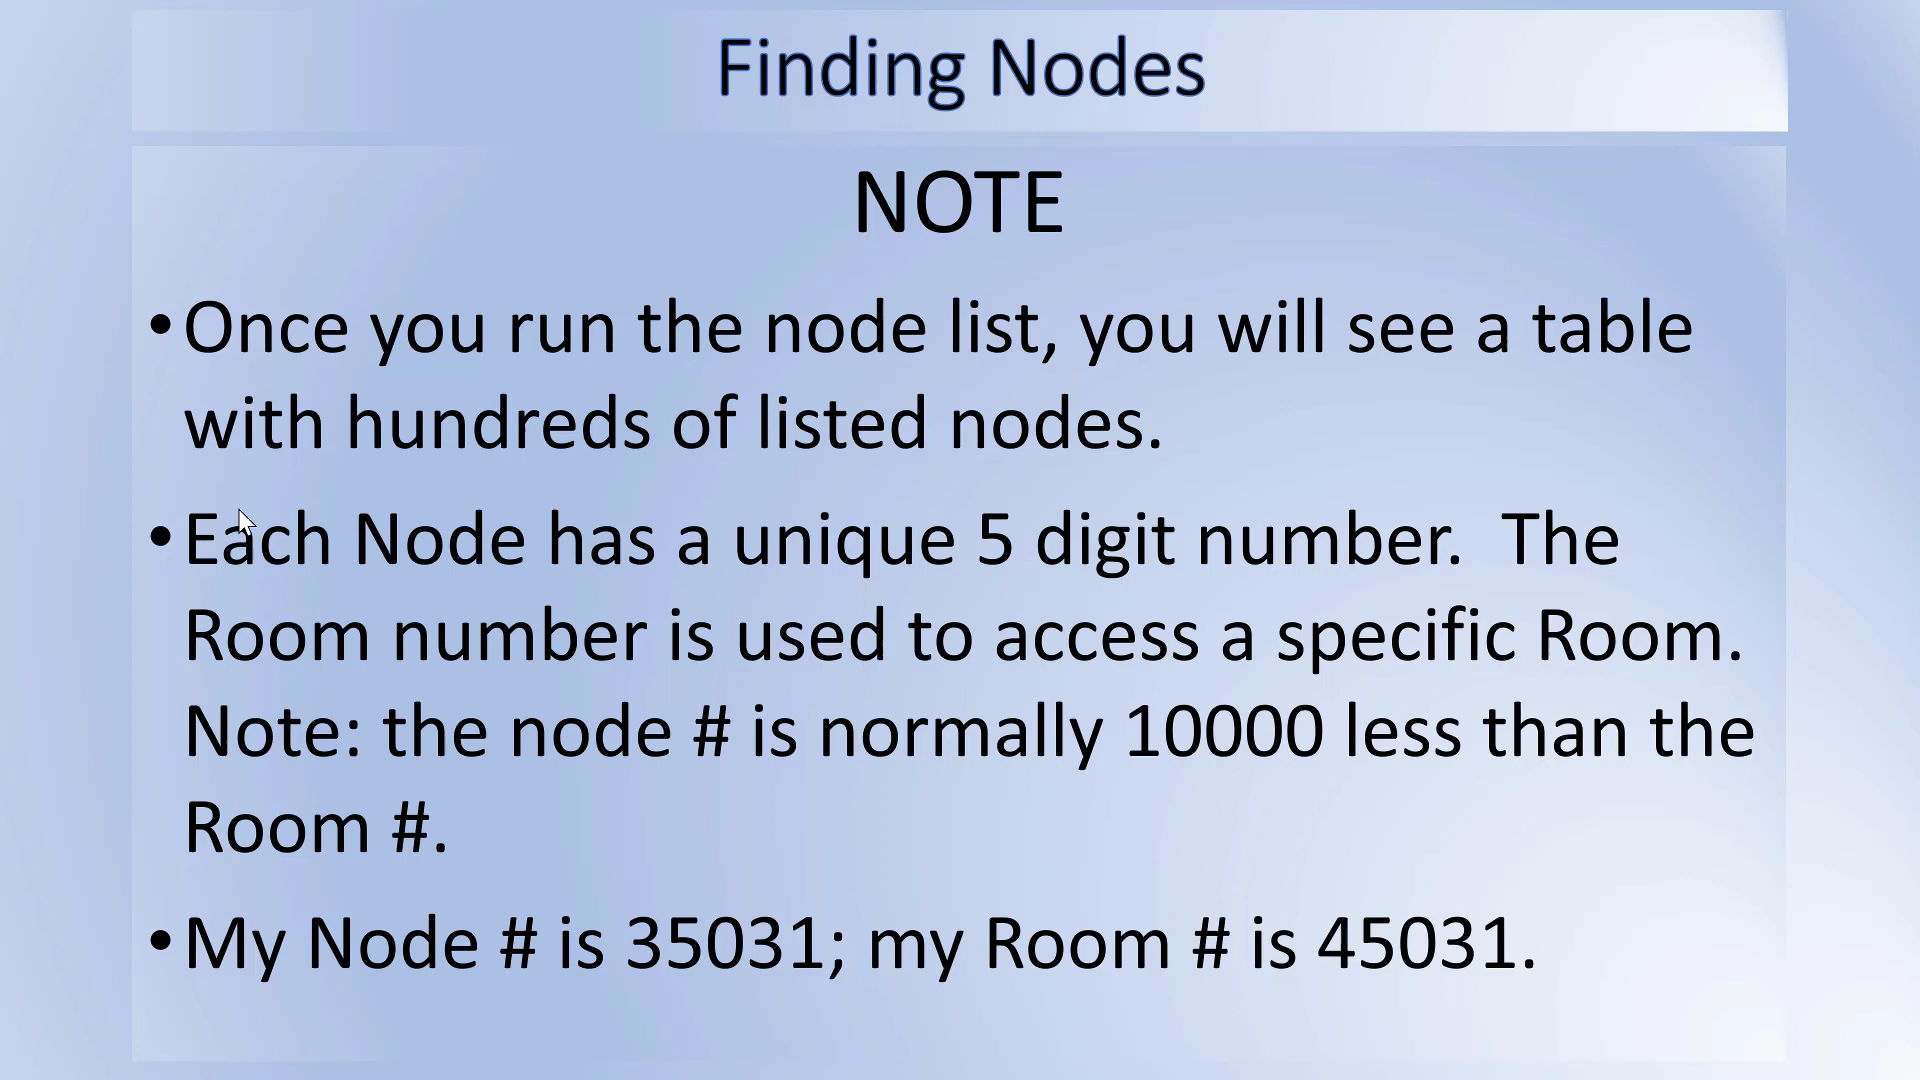 Finding Nodes
NOTE
•Once you run the node list, you will see a table
with hundreds of listed nodes.
•Each Node has a unique 5 digit number.  The
Room number is used to access a specific Room.
Note: the node # is normally 10000 less than the
Room #.
•My Node # is 35031; my Room # is 45031.